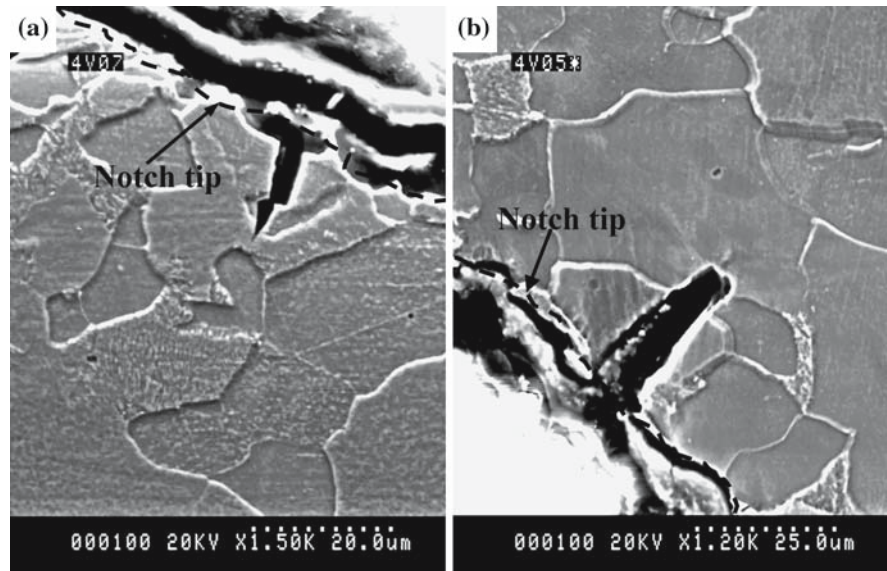 (a)
4V07
Notch tip
000100 20KV X1.50K 20.0um
(b)
4V05*
Notch tip
000100 20KV X1.20K 25.0um